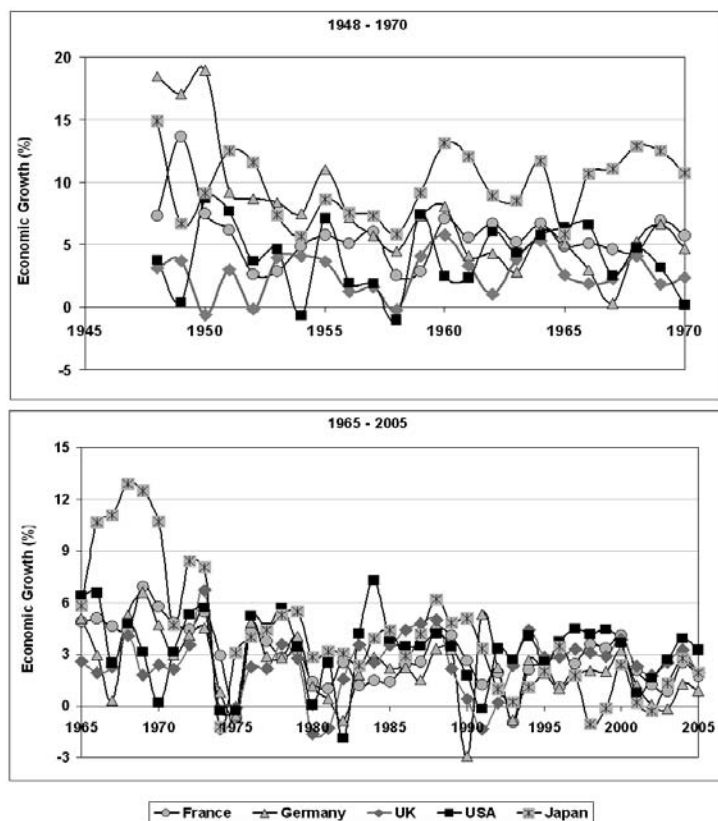 1948 - 1970
Economic Growth (%)
20
15
10
5
0
-5
1945 1950 1955 1960 1965 1970
1965 - 2005
Economic Growth (%)
15
12
9
6
3
0
-3
1965 1970 1975 1980 1985 1990 1995 2000 2005
France Germany UK USA Japan